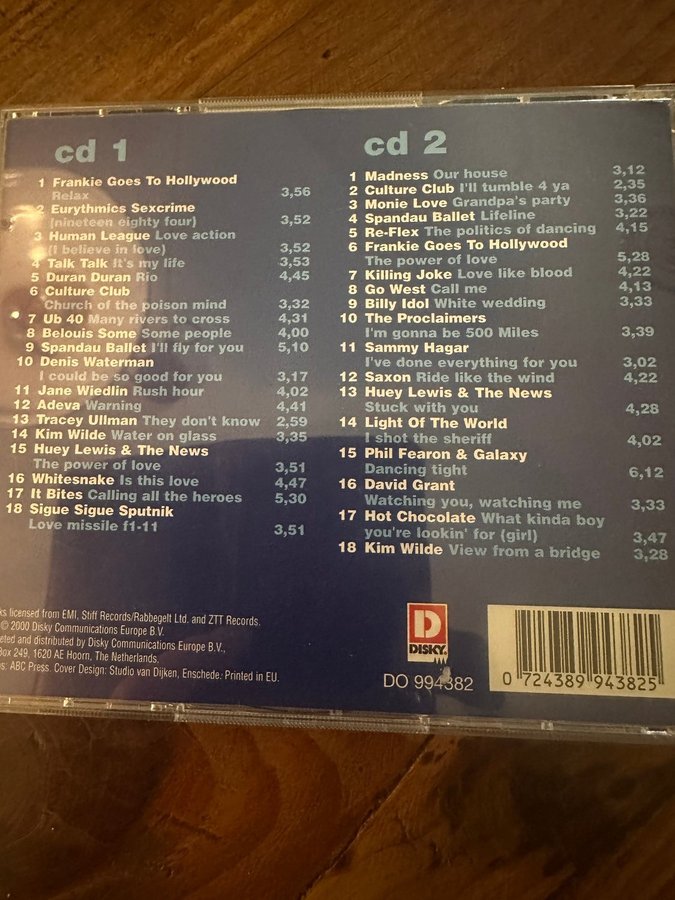 cd 1
1 Frankie Goes To Hollywood
Relax 3,56
2 Eurythmics Sexcrime
(nineteen eighty four) 3,52
3 Human League Love action
(I believe in love) 3,52
4 Talk Talk It's my life 3,53
5 Duran Duran Rio 4,45
6 Culture Club
Church of the poison mind 3,32
7 Ub 40 Many rivers to cross 4,31
8 Belouis Some Some people 4,00
9 Spandau Ballet I'll fly for you 5,10
10 Denis Waterman
I could be so good for you 3,17
11 Jane Wiedlin Rush hour 4,02
12 Adeva Warning 4,41
13 Tracey Ullman They don't know 2,59
14 Kim Wilde Water on glass 3,35
15 Huey Lewis & The News
The power of love 3,51
16 Whitesnake Is this love 4,47
17 It Bites Calling all the heroes 5,30
18 Sigue Sigue Sputnik
Love missile f1-11 3,51
cd 2
1 Madness Our house 3,12
2 Culture Club I'll tumble 4 ya 2,35
3 Monie Love Grandpa's party 3,36
4 Spandau Ballet Lifeline 3,22
5 Re-Flex The politics of dancing 4,15
6 Frankie Goes To Hollywood
The power of love 5,28
7 Killing Joke Love like blood 4,22
8 Go West Call me 4,13
9 Billy Idol White wedding 3,33
10 The Proclaimers
I'm gonna be 500 Miles 3,39
11 Sammy Hagar
I've done everything for you 3,02
12 Saxon Ride like the wind 4,22
13 Huey Lewis & The News
Stuck with you 4,28
14 Light Of The World
I shot the sheriff 4,02
15 Phil Fearon & Galaxy
Dancing tight 6,12
16 David Grant
Watching you, watching me 3,33
17 Hot Chocolate What kinda boy
you're lookin' for (girl) 3,47
18 Kim Wilde View from a bridge 3,28
licensed from EMI, Stiff Records/Rabbegelt Ltd. and ZTT Records.
© 2000 Disky Communications Europe B.V.
and distributed by Disky Communications Europe B.V.,
Box 249, 1620 AE Hoorn, The Netherlands.
ABC Press. Cover Design: Studio van Dijken, Enschede. Printed in EU.
D
DISKY
DO 994382
0 724389 943825